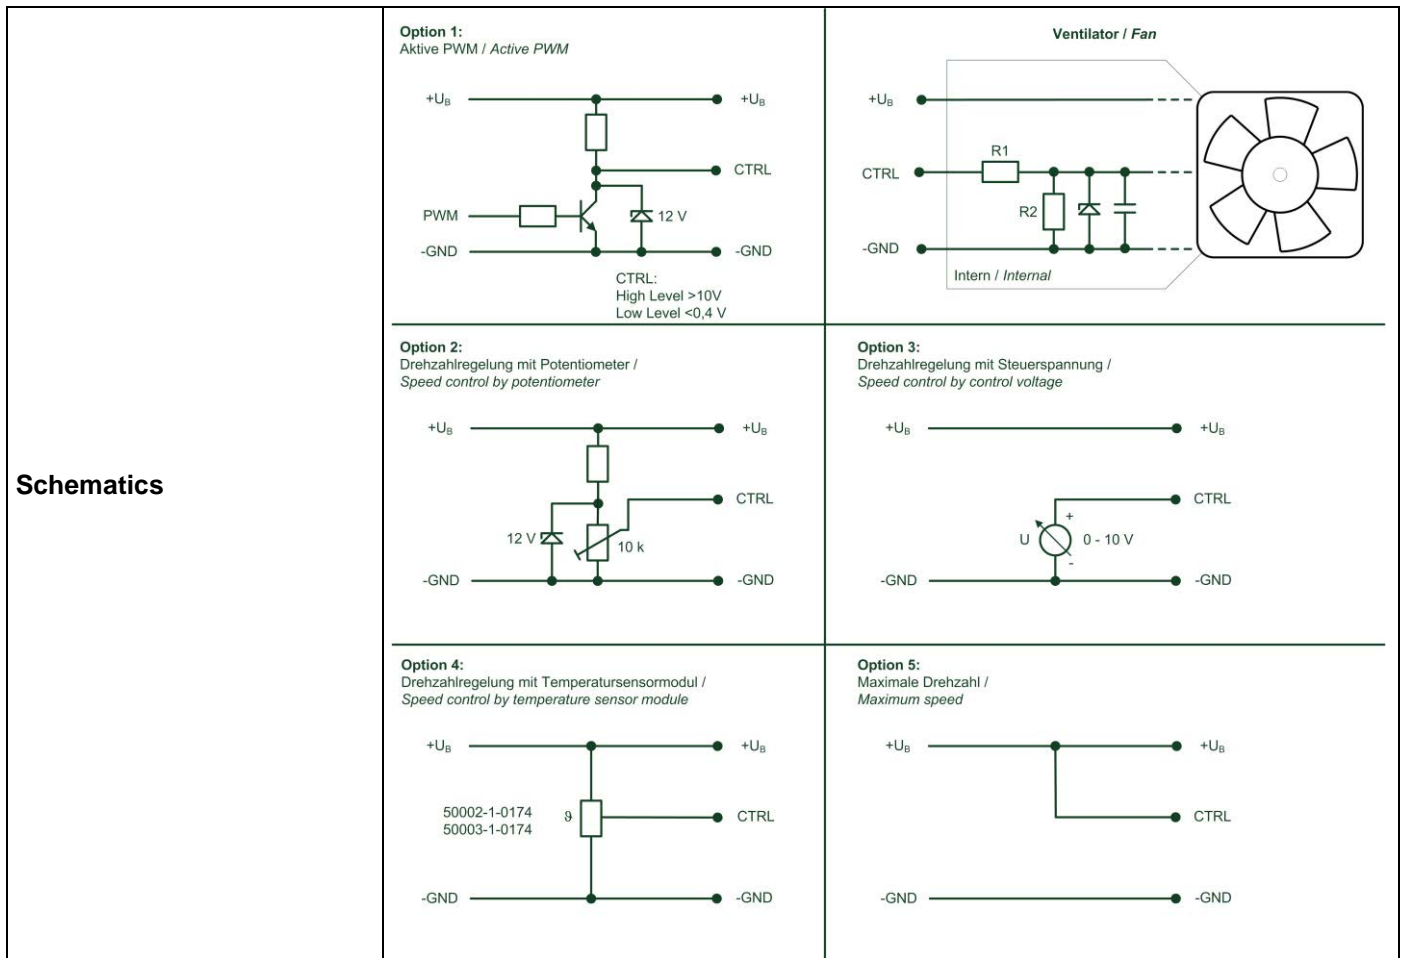 Schematics
Option 1:
Aktive PWM / Active PWM
+UB
+UB
CTRL
PWM
12 V
-GND
-GND
CTRL:
High Level >10V
Low Level <0,4 V
Ventilator / Fan
+UB
R1
CTRL
R2
-GND
Intern / Internal
Option 2:
Drehzahlregelung mit Potentiometer /
Speed control by potentiometer
+UB
+UB
CTRL
12 V
10 k
-GND
-GND
Option 3:
Drehzahlregelung mit Steuerspannung /
Speed control by control voltage
+UB
+UB
CTRL
+
U
0 - 10 V
-
-GND
-GND
Option 4:
Drehzahlregelung mit Temperatursensormodul /
Speed control by temperature sensor module
+UB
+UB
50002-1-0174
50003-1-0174
ϑ
CTRL
-GND
-GND
Option 5:
Maximale Drehzahl /
Maximum speed
+UB
+UB
CTRL
-GND
-GND